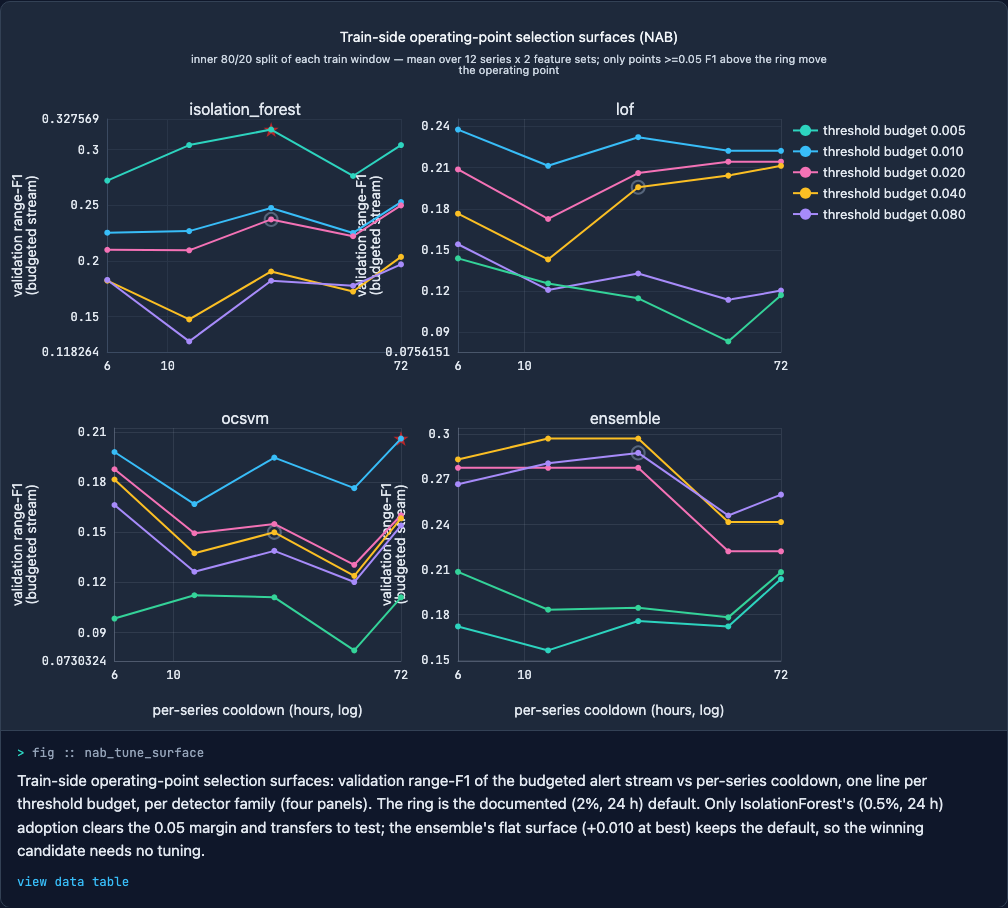 Train-side operating-point selection surfaces (NAB)
inner 80/20 split of each train window — mean over 12 series x 2 feature sets; only points >=0.05 F1 above the ring move
the operating point
isolation_forest
0.327569
0.3
0.25
0.2
0.15
0.118264
6
10
72
validation range-F1
(budgeted stream)
lof
0.24
0.21
0.18
0.15
0.12
0.09
0.0756151
6
10
72
validation range-F1
(budgeted stream)
threshold budget 0.005
threshold budget 0.010
threshold budget 0.020
threshold budget 0.040
threshold budget 0.080
ocsvm
0.21
0.18
0.15
0.12
0.09
0.0730324
6
10
72
validation range-F1
(budgeted stream)
per-series cooldown (hours, log)
ensemble
0.3
0.27
0.24
0.21
0.18
0.15
6
10
72
validation range-F1
(budgeted stream)
per-series cooldown (hours, log)
> fig :: nab_tune_surface
Train-side operating-point selection surfaces: validation range-F1 of the budgeted alert stream vs per-series cooldown, one line per
threshold budget, per detector family (four panels). The ring is the documented (2%, 24 h) default. Only IsolationForest's (0.5%, 24 h)
adoption clears the 0.05 margin and transfers to test; the ensemble's flat surface (+0.010 at best) keeps the default, so the winning
candidate needs no tuning.
view data table